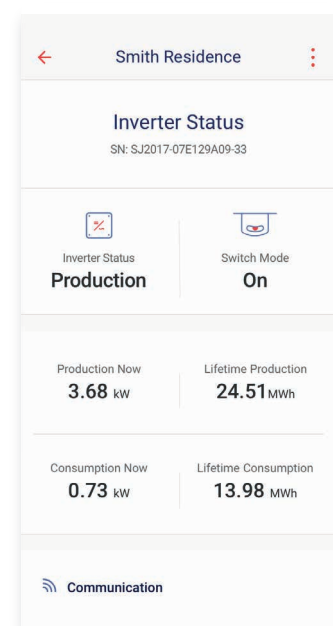 Smith Residence
Inverter Status
SN: SJ2017-07E129A09-33
Inverter Status
Production
Switch Mode
On
Production Now
3.68 kW
Lifetime Production
24.51 MWh
Consumption Now
0.73 kW
Lifetime Consumption
13.98 MWh
Communication